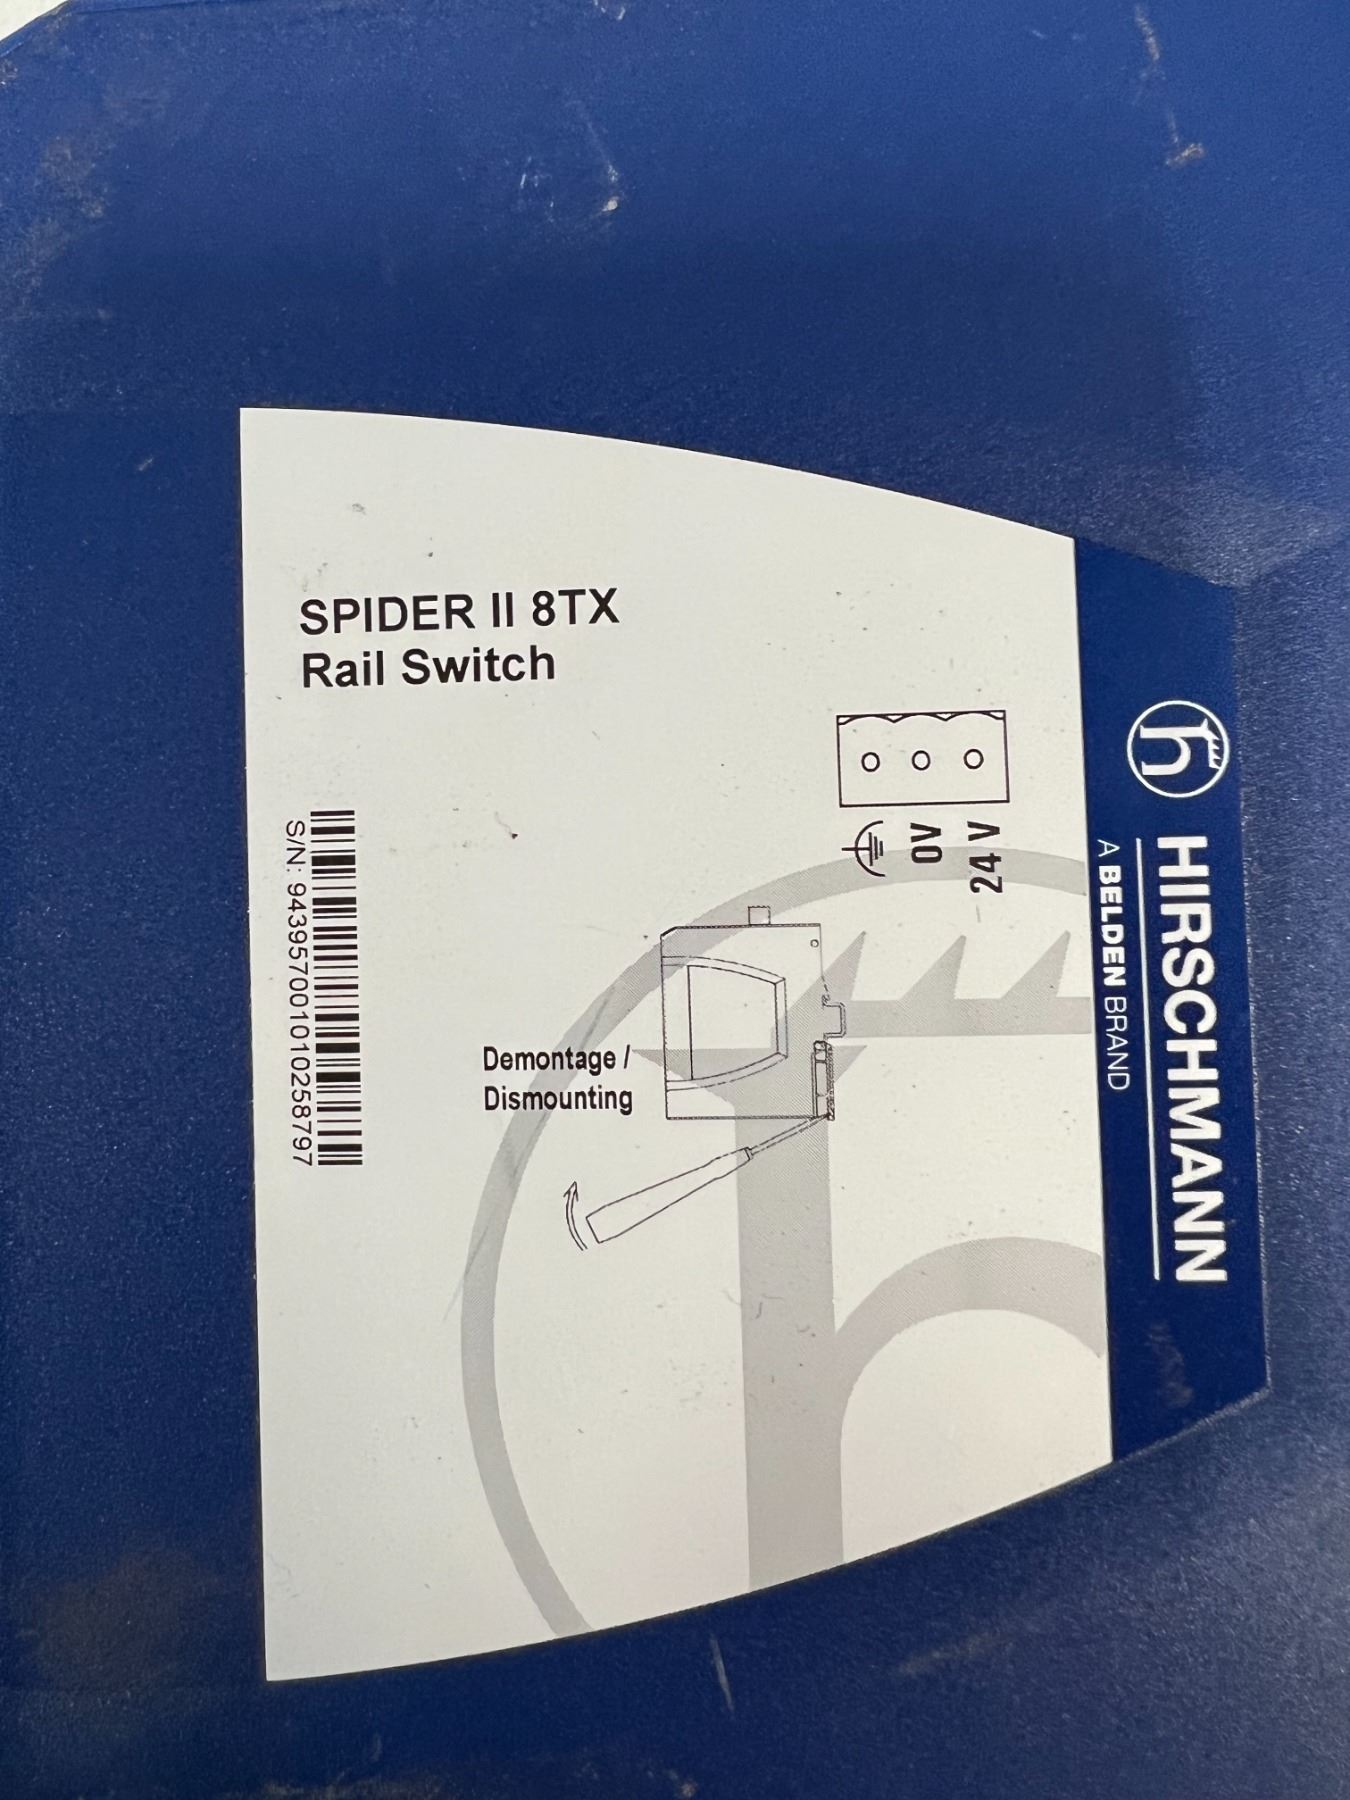 HIRSCHMANN
A BELDEN BRAND
SPIDER II 8TX
Rail Switch
24 V
0V
Demontage /
Dismounting
S/N: 943957001010258797